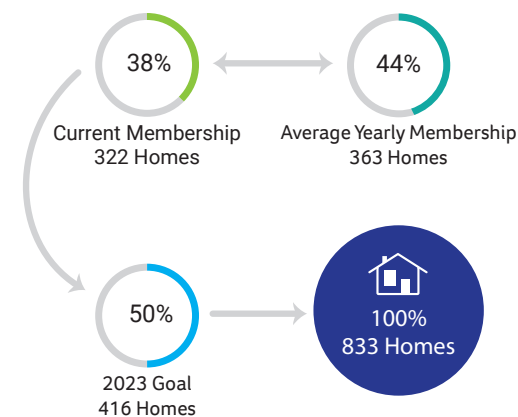 38%
Current Membership
322 Homes
44%
Average Yearly Membership
363 Homes
50%
2023 Goal
416 Homes
100%
833 Homes